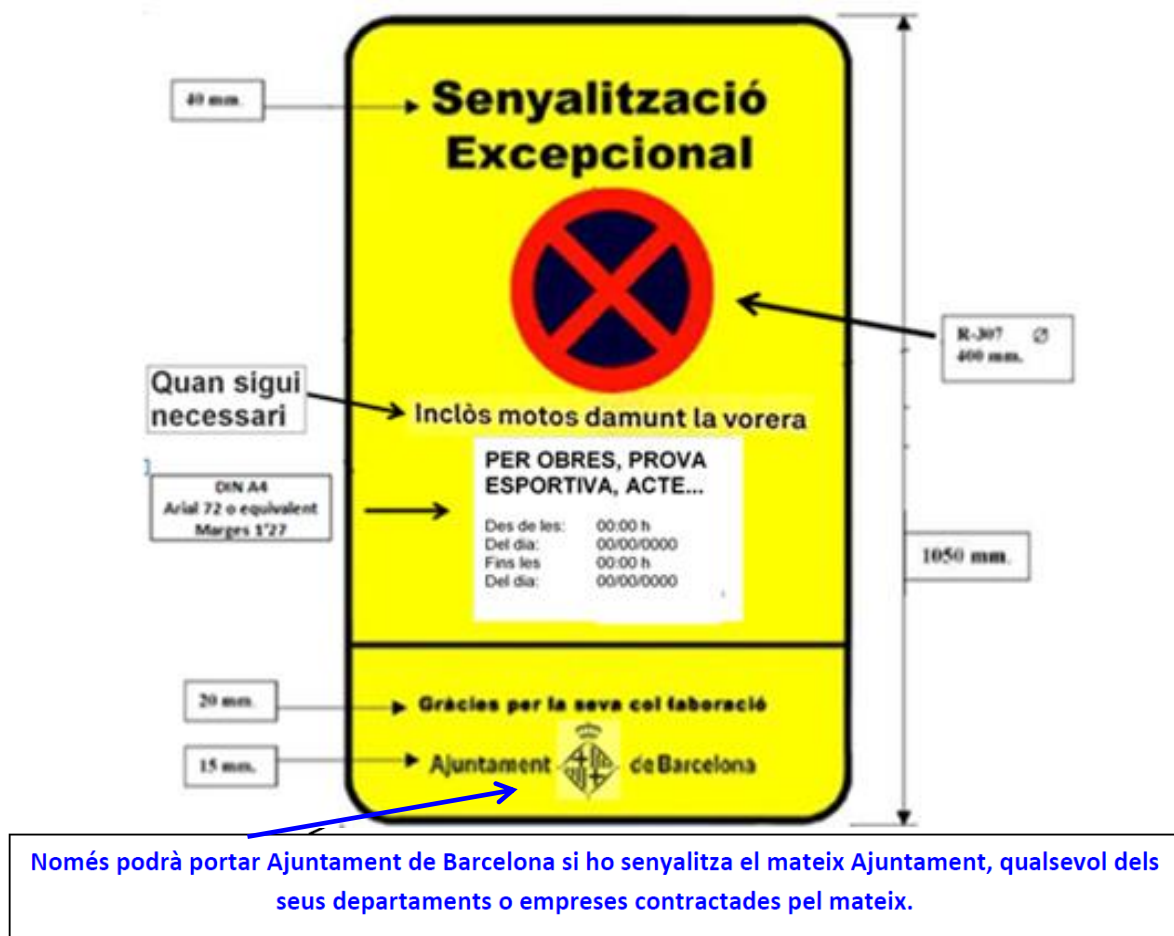 40 mm.
Senyalització
Excepcional
R-307 Ø
400 mm.
Quan sigui
necessari
Inclòs motos damunt la vorera
DIN A4
Arial 72 o equivalent
Marges 1'27
PER OBRES, PROVA
ESPORTIVA, ACTE...
Des de les: 00:00 h
Del dia: 00/00/0000
Fins les 00:00 h
Del dia: 00/00/0000
1050 mm.
20 mm.
Gràcies per la seva col laboració
15 mm.
Ajuntament de Barcelona
Només podrà portar Ajuntament de Barcelona si ho senyalitza el mateix Ajuntament, qualsevol dels
seus departaments o empreses contractades pel mateix.